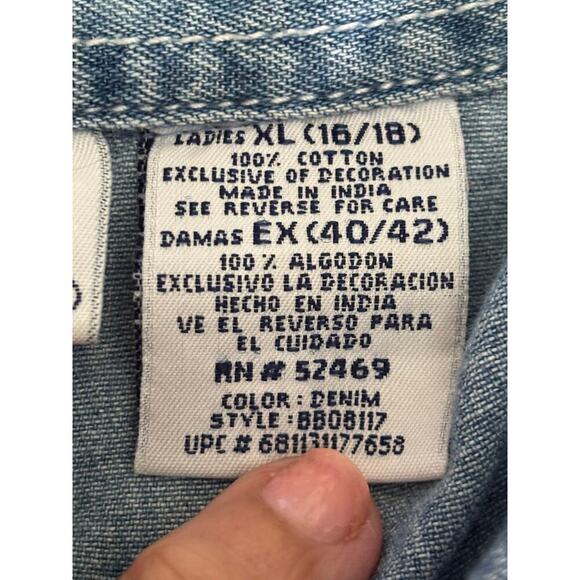 LADIES XL (16/18)
100% COTTON
EXCLUSIVE OF DECORATION
MADE IN INDIA
SEE REVERSE FOR CARE
DAMAS EX (40/42)
100% ALGODON
EXCLUSIVO LA DECORACION
HECHO EN INDIA
VE EL REVERSO PARA
EL CUIDADO
RN # 52469
COLOR : DENIM
STYLE : BB08117
UPC # 681131177658